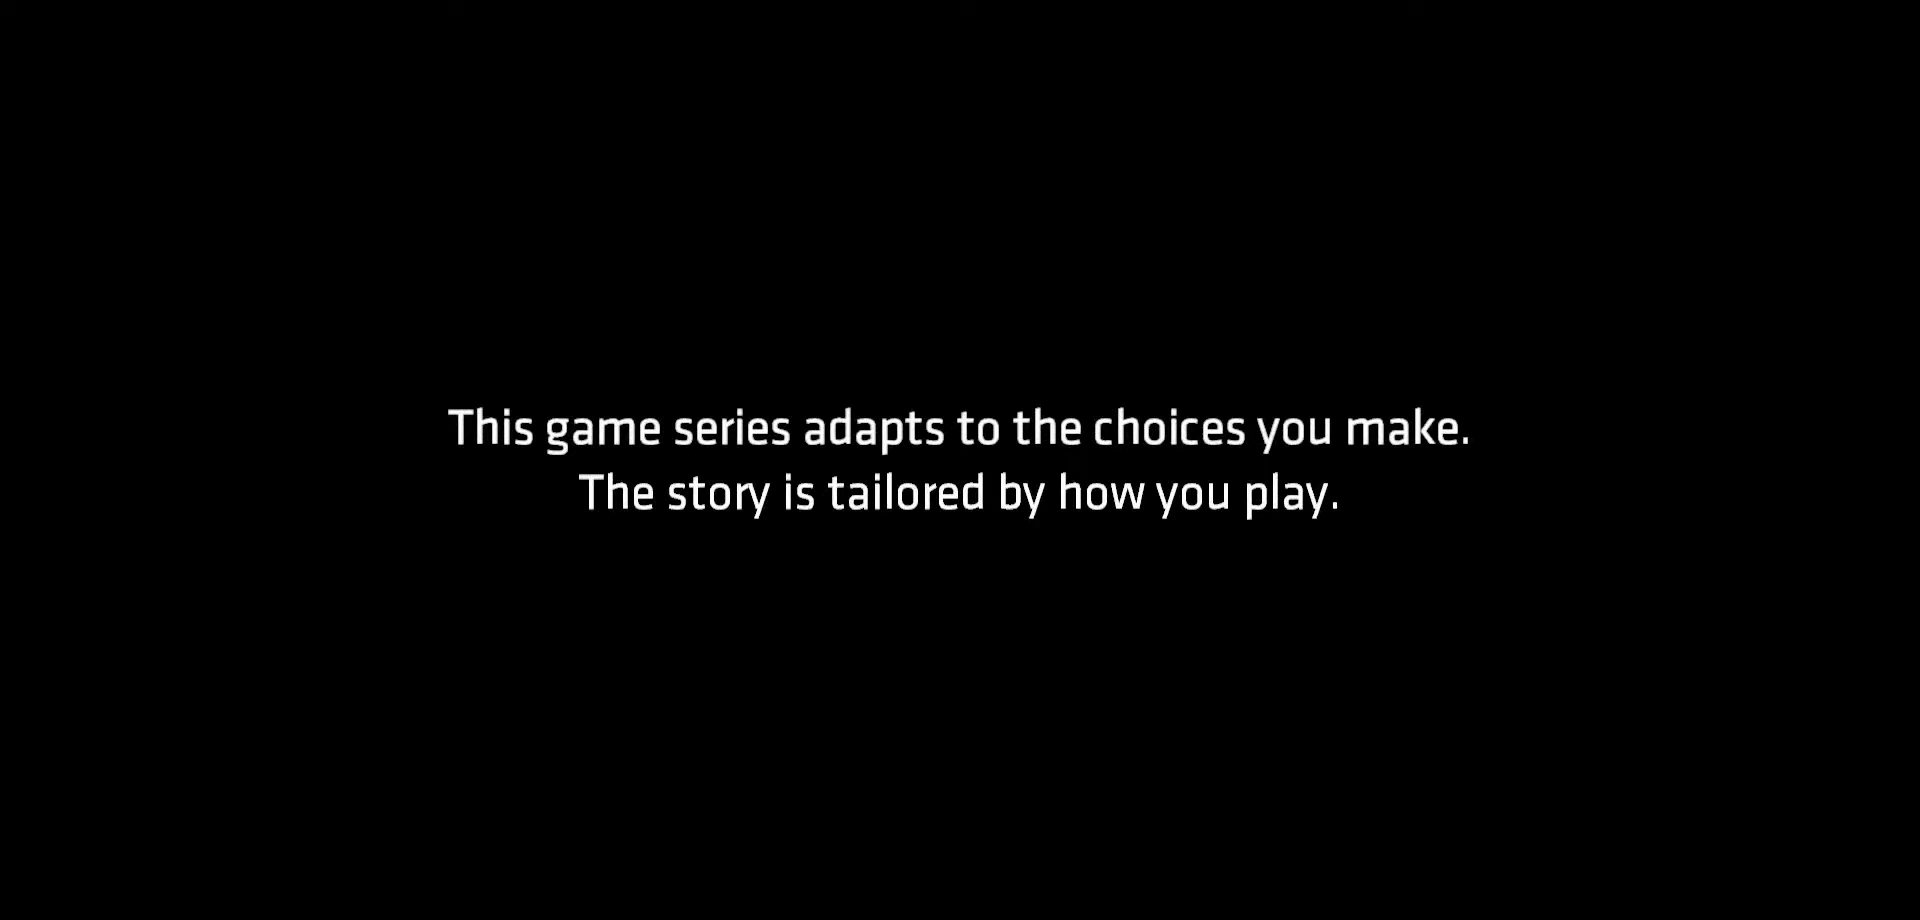 This game series adapts to the choices you make.
The story is tailored by how you play.